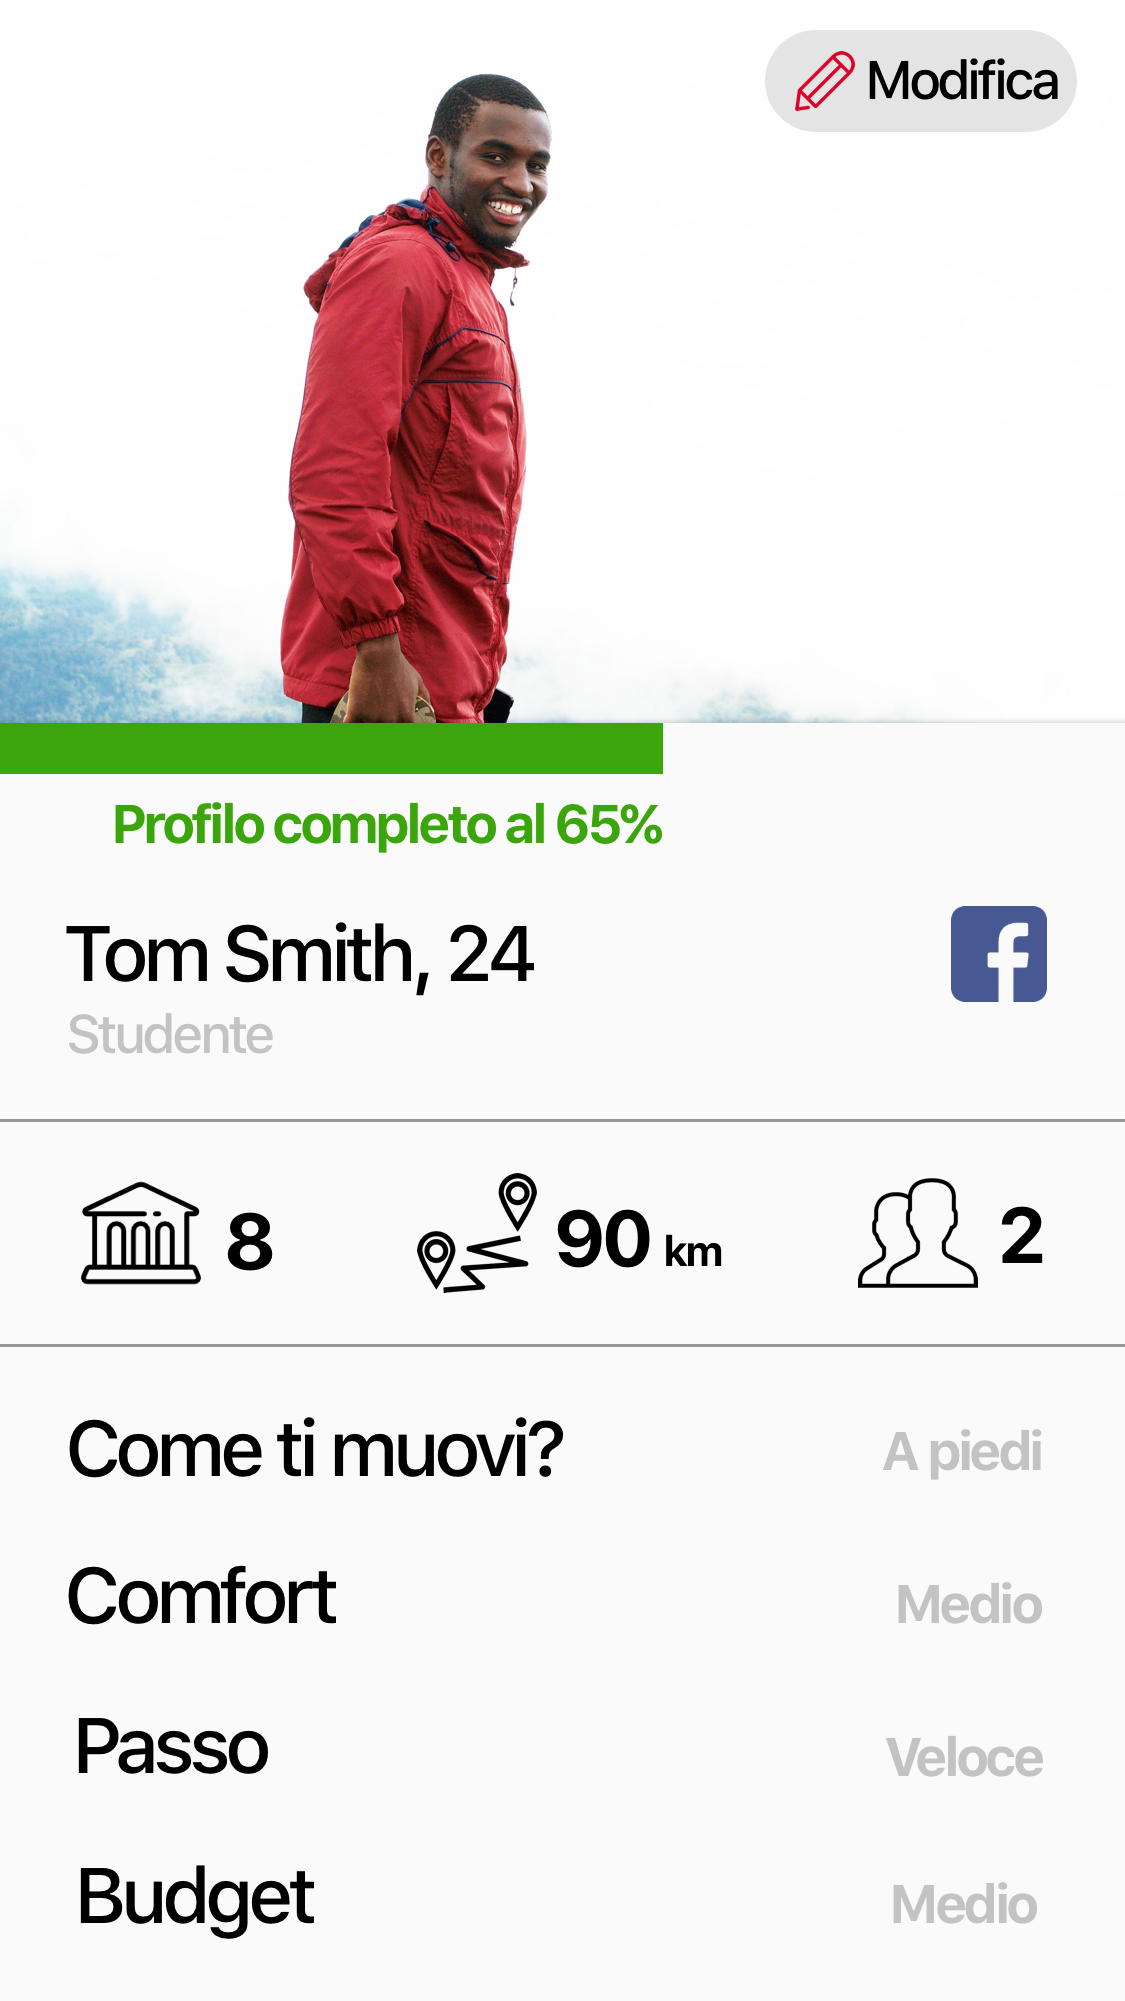 Modifica
Profilo completo al 65%
Tom Smith, 24
Studente
8
90 km
2
Come ti muovi?
A piedi
Comfort
Medio
Passo
Veloce
Budget
Medio